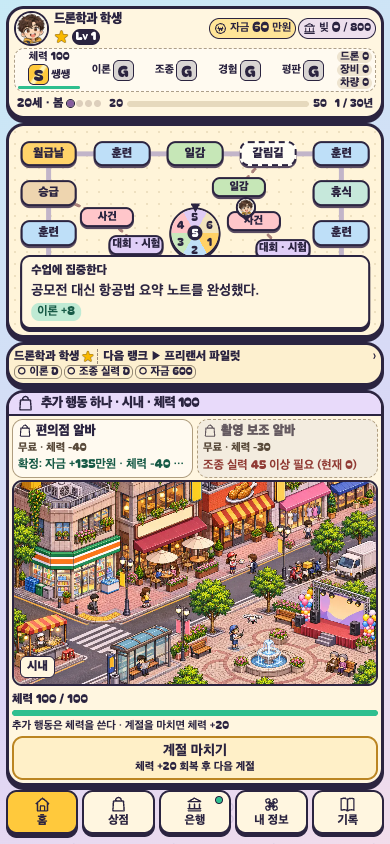 드론학과 학생
Lv 1
자금 60 만원
빚 0 / 800
체력 100
S 쌩쌩
이론 G
조종 G
경험 G
평판 G
드론 0
장비 0
차량 0
20세 · 봄
20
50
1 / 30년
월급날
훈련
일감
갈림길
훈련
승급
일감
휴식
사건
사건
훈련
대회 · 시험
5
4
6
5
3
1
2
대회 · 시험
훈련
수업에 집중한다
공모전 대신 항공법 요약 노트를 완성했다.
이론 +8
드론학과 학생
다음 랭크 ▶ 프리랜서 파일럿
›
이론 D
조종 실력 D
자금 600
추가 행동 하나 · 시내 · 체력 100
편의점 알바
무료 · 체력 -40
확정: 자금 +135만원 · 체력 -40 ···
촬영 보조 알바
무료 · 체력 -30
조종 실력 45 이상 필요 (현재 0)
시내
체력 100 / 100
추가 행동은 체력을 쓴다 · 계절을 마치면 체력 +20
계절 마치기
체력 +20 회복 후 다음 계절
홈
상점
은행
내 정보
기록